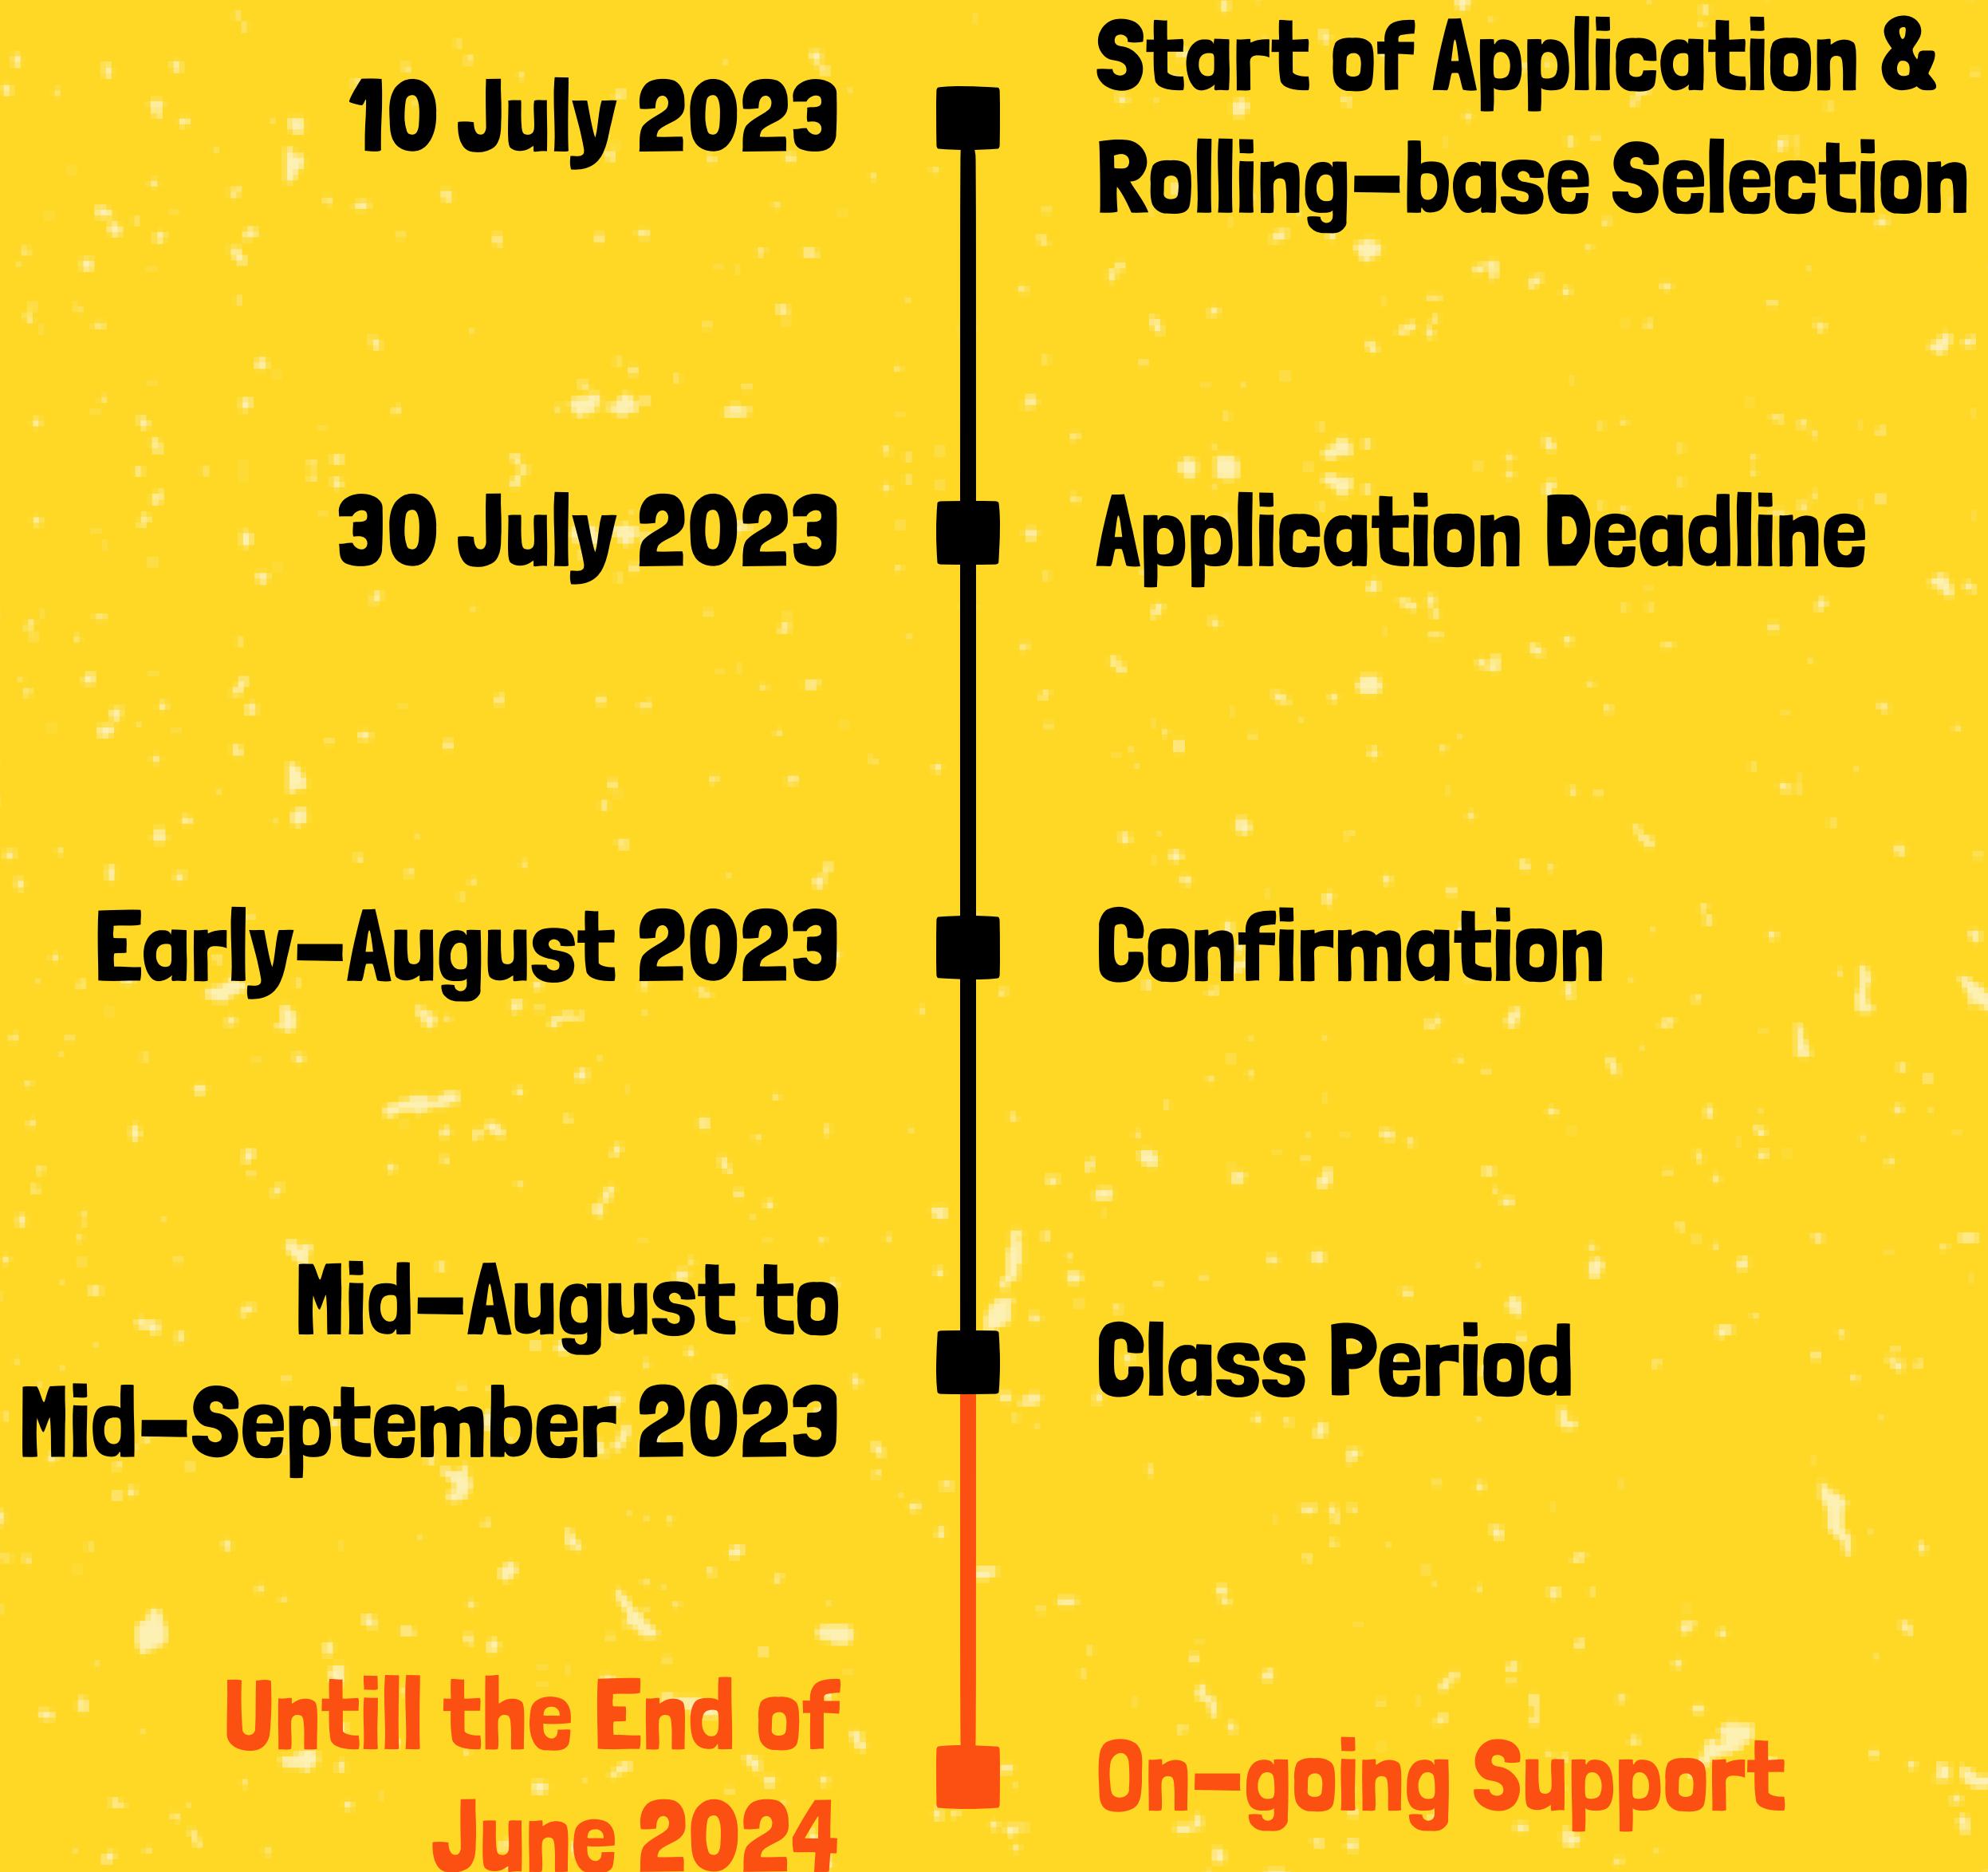 10 July 2023
Start of Application &
Rolling-base Selection
30 July 2023
Application Deadline
Early-August 2023
Confirmation
Mid-August to
Mid-September 2023
Class Period
Untill the End of
June 2024
On-going Support